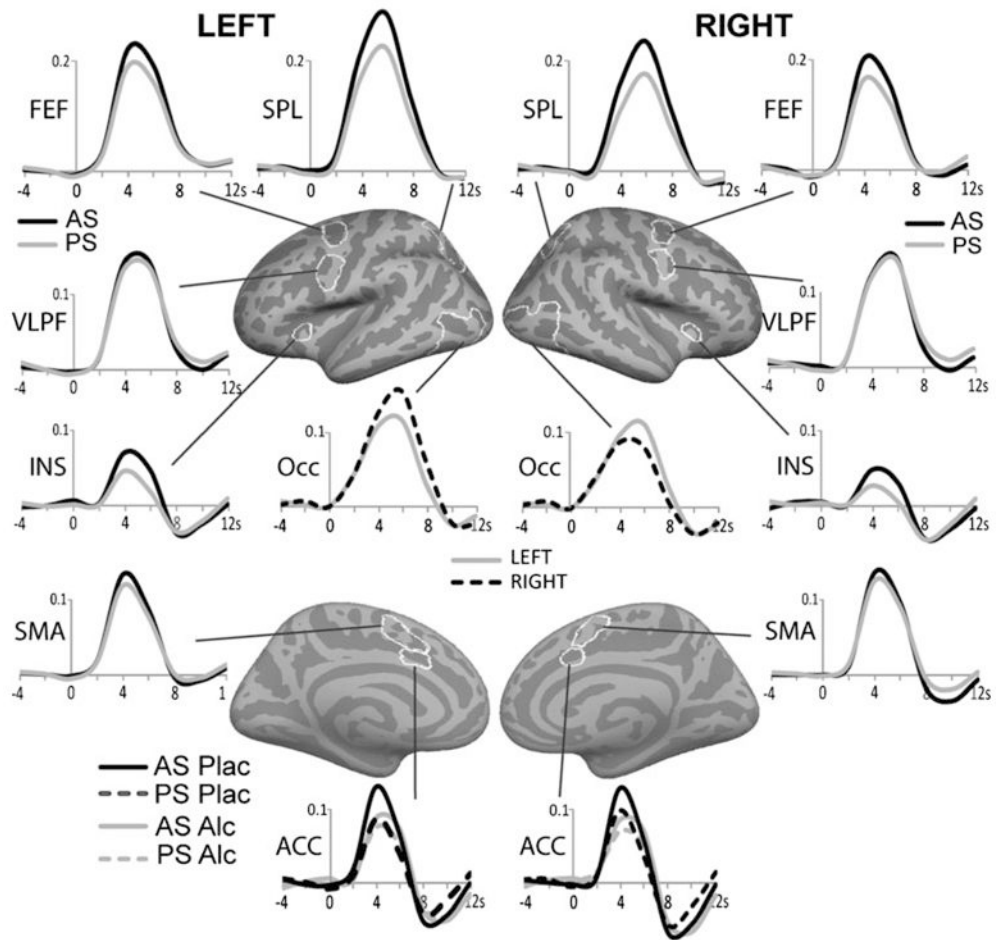 LEFT RIGHT
0.2 0.2 0.2
FEF SPL SPL FEF
-4 0 4 8 12s -4 0 4 8 12 -4 0 4 8 12 -4 0 4 8 12s
AS AS
PS PS
0.1 0.1
VLPF VLPF
-4 0 4 8 12s -4 0 4 8 12s
0.1 0.1 0.1 0.1
INS Occ Occ INS
-4 0 4 8 12s -4 0 4 8 12s -4 0 4 8 12s -4 0 4 8 12s
LEFT
RIGHT
0.1 0.1
SMA SMA
-4 0 4 8 1 -4 0 4 8 12s
AS Plac
PS Plac
AS Alc
PS Alc
0.1 0.1
ACC ACC
-4 0 4 8 12s -4 0 4 8 12s